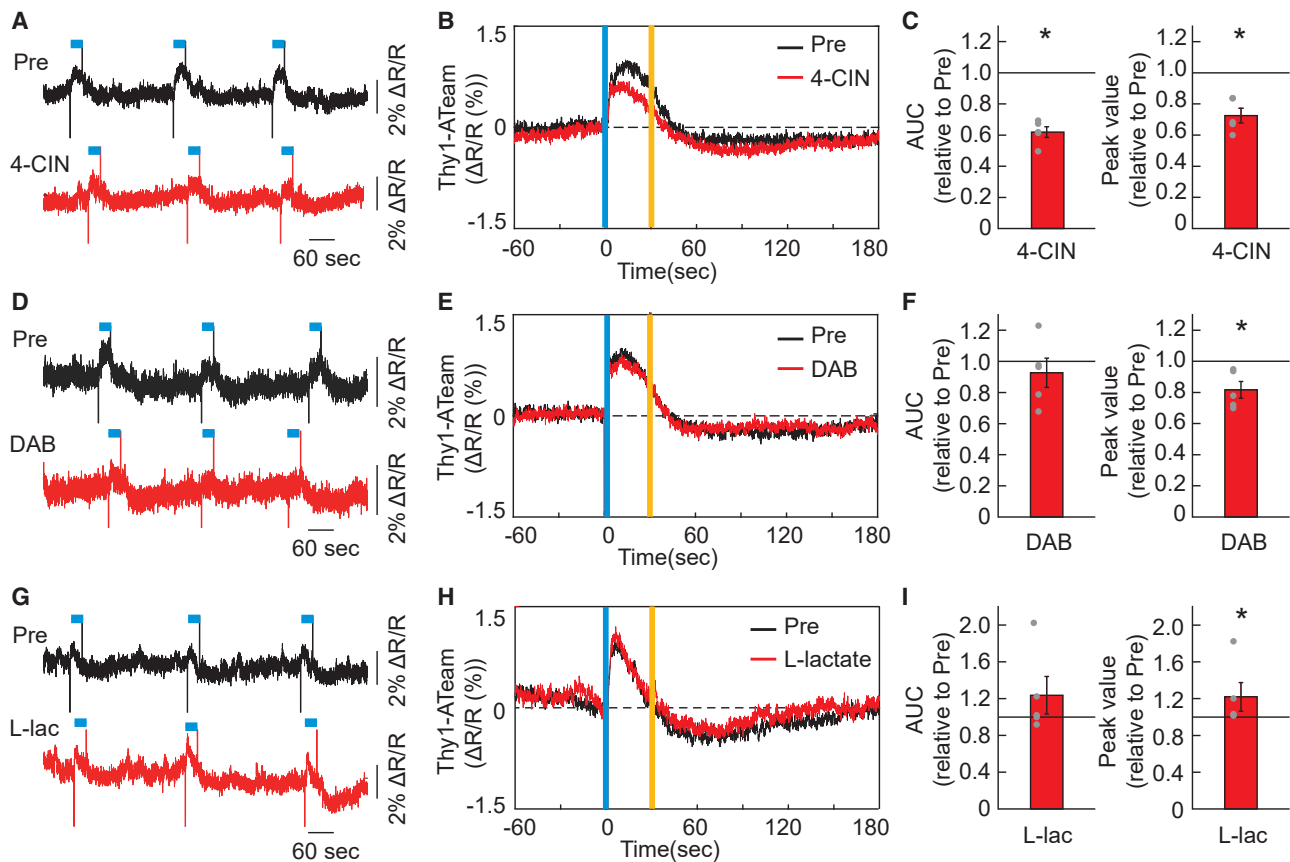 A
Pre
2% ΔR/R
4-CIN
2% ΔR/R
60 sec
B
Thy1-ATeam
(ΔR/R (%))
1.5
0
-1.5
Pre
4-CIN
-60
0
60
120
180
Time(sec)
C
AUC
(relative to Pre)
1.2
1.0
0.8
0.6
0.4
0.2
0
*
4-CIN
Peak value
(relative to Pre)
1.2
1.0
0.8
0.6
0.4
0.2
0
*
4-CIN
D
Pre
2% ΔR/R
DAB
2% ΔR/R
60 sec
E
Thy1-ATeam
(ΔR/R (%))
1.5
0
-1.5
Pre
DAB
-60
0
60
120
180
Time(sec)
F
AUC
(relative to Pre)
1.2
1.0
0.8
0.6
0.4
0.2
0
DAB
Peak value
(relative to Pre)
1.2
1.0
0.8
0.6
0.4
0.2
0
*
DAB
G
Pre
2% ΔR/R
L-lac
2% ΔR/R
60 sec
H
Thy1-ATeam
(ΔR/R (%))
1.5
0
-1.5
Pre
L-lactate
-60
0
60
120
180
Time(sec)
I
AUC
(relative to Pre)
2.0
1.6
1.2
0.8
0.4
0
L-lac
Peak value
(relative to Pre)
2.0
1.6
1.2
0.8
0.4
0
*
L-lac